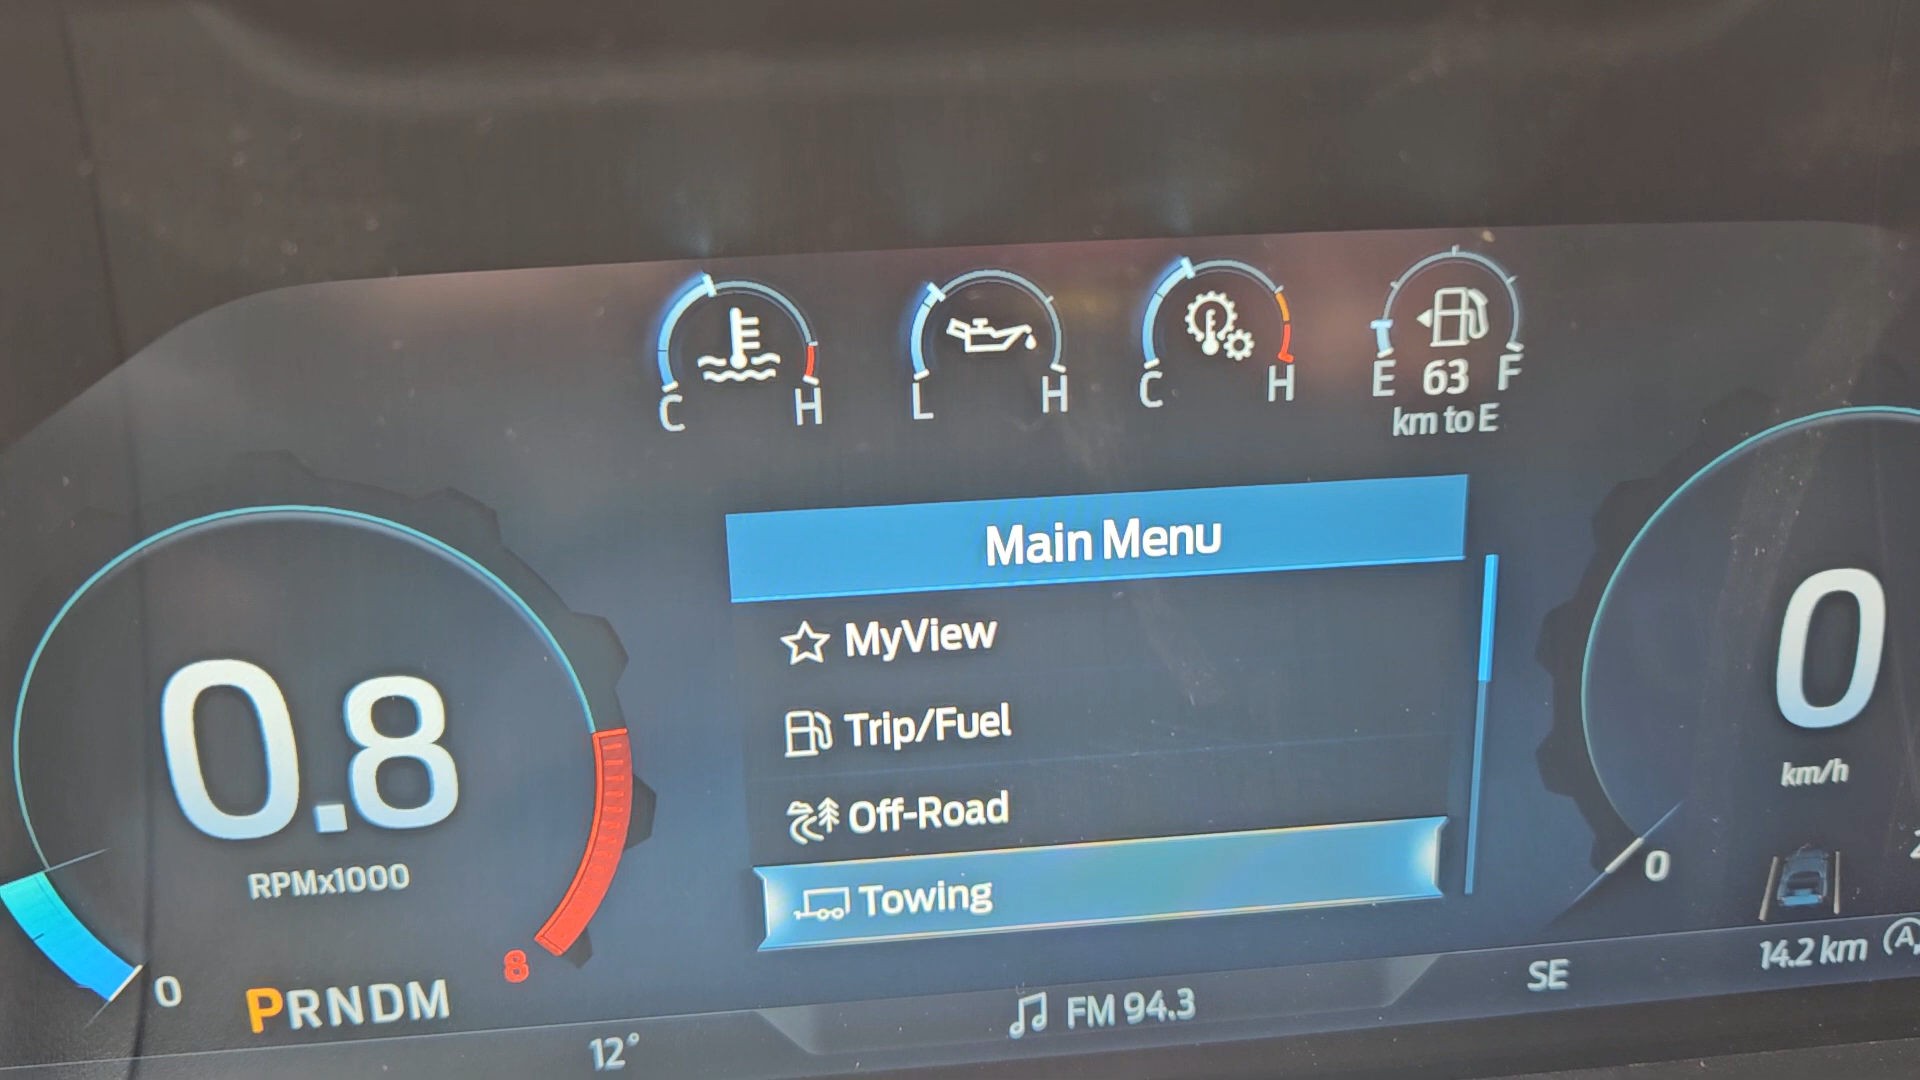 C H
L H
C H
E 63 F
km to E
Main Menu
MyView
Trip/Fuel
Off-Road
Towing
0.8
RPMx1000
0
8
PRNDM
12°
FM 94.3
SE
0
km/h
0
14.2 km
A